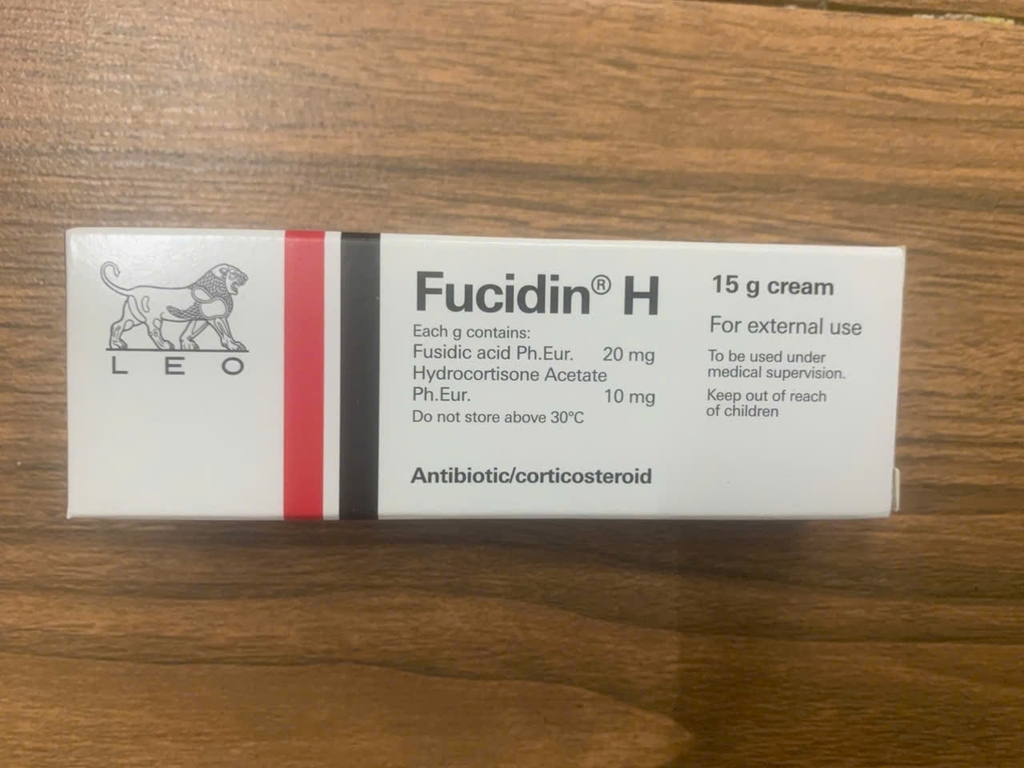 LEO
Fucidin® H
Each g contains:
Fusidic acid Ph.Eur. 20 mg
Hydrocortisone Acetate
Ph.Eur. 10 mg
Do not store above 30°C
Antibiotic/corticosteroid
15 g cream
For external use
To be used under
medical supervision.
Keep out of reach
of children